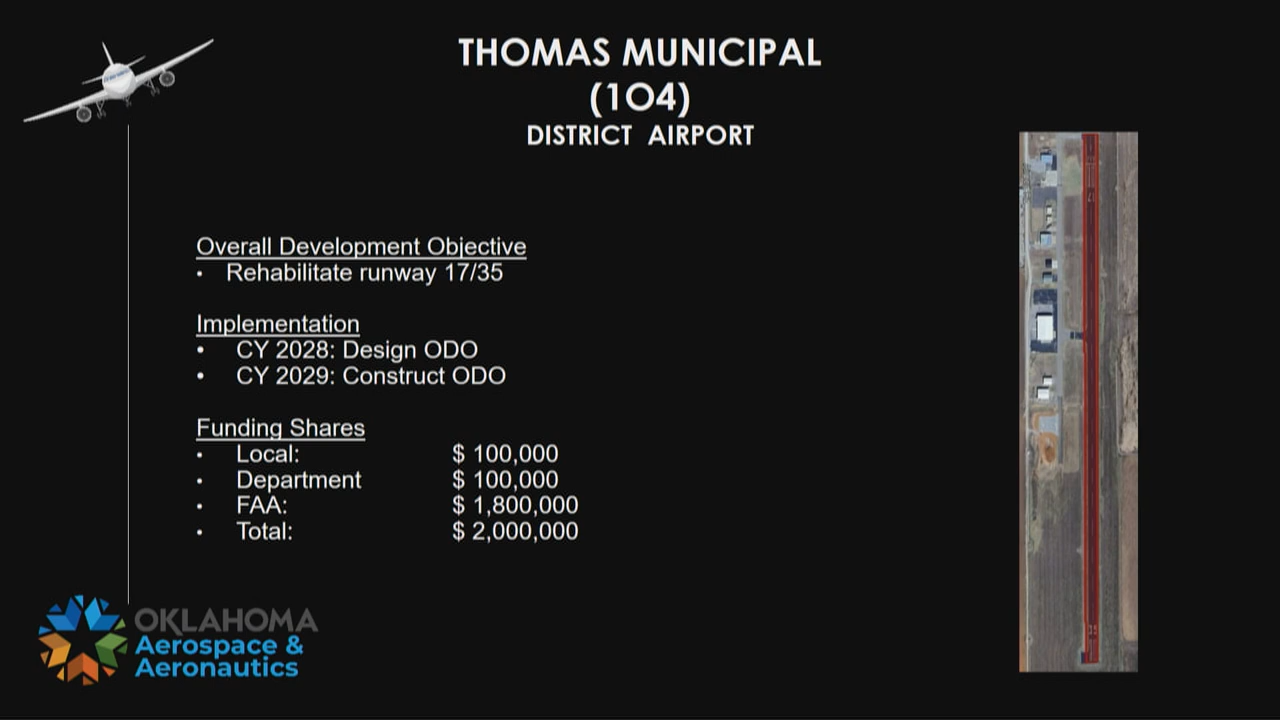 THOMAS MUNICIPAL
(1O4)
DISTRICT AIRPORT
Overall Development Objective
• Rehabilitate runway 17/35
Implementation
• CY 2028: Design ODO
• CY 2029: Construct ODO
Funding Shares
• Local: $ 100,000
• Department $ 100,000
• FAA: $ 1,800,000
• Total: $ 2,000,000
OKLAHOMA
Aerospace &
Aeronautics